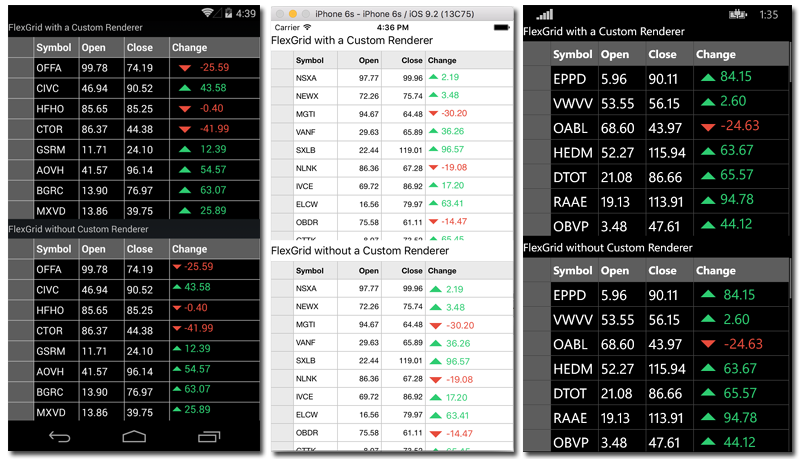 4:39
FlexGrid with a Custom Renderer
Symbol Open Close Change
OFFA 99.78 74.19 -25.59
CIVC 46.94 90.52 43.58
HFHO 85.65 85.25 -0.40
CTOR 86.37 44.38 -41.99
GSRM 11.71 24.10 12.39
AOVH 41.57 96.14 54.57
BGRC 13.90 76.97 63.07
MXVD 13.86 39.75 25.89
FlexGrid without Custom Renderer
Symbol Open Close Change
OFFA 99.78 74.19 -25.59
CIVC 46.94 90.52 43.58
HFHO 85.65 85.25 -0.40
CTOR 86.37 44.38 -41.99
GSRM 11.71 24.10 12.39
AOVH 41.57 96.14 54.57
BGRC 13.90 76.97 63.07
MXVD 13.86 39.75 25.89
iPhone 6s - iPhone 6s / iOS 9.2 (13C75)
Carrier 4:36 PM
FlexGrid with a Custom Renderer
Symbol Open Close Change
NSXA 97.77 99.96 2.19
NEWX 72.26 75.74 3.48
MGTI 94.67 64.48 -30.20
VANF 29.63 65.89 36.26
SXLB 22.44 119.01 96.57
NLNK 86.36 67.28 -19.08
IVCE 69.72 86.92 17.20
ELCW 16.56 79.97 63.41
OBDR 75.58 61.11 -14.47
GTTK 8.07 73.52 65.45
FlexGrid without a Custom Renderer
Symbol Open Close Change
NSXA 97.77 99.96 2.19
NEWX 72.26 75.74 3.48
MGTI 94.67 64.48 -30.20
VANF 29.63 65.89 36.26
SXLB 22.44 119.01 96.57
NLNK 86.36 67.28 -19.08
IVCE 69.72 86.92 17.20
ELCW 16.56 79.97 63.41
OBDR 75.58 61.11 -14.47
1:35
FlexGrid with a Custom Renderer
Symbol Open Close Change
EPPD 5.96 90.11 84.15
VWVV 53.55 56.15 2.60
OABL 68.60 43.97 -24.63
HEDM 52.27 115.94 63.67
DTOT 21.08 86.66 65.57
RAAE 19.13 113.91 94.78
OBVP 3.48 47.61 44.12
FlexGrid without Custom Renderer
Symbol Open Close Change
EPPD 5.96 90.11 84.15
VWVV 53.55 56.15 2.60
OABL 68.60 43.97 -24.63
HEDM 52.27 115.94 63.67
DTOT 21.08 86.66 65.57
RAAE 19.13 113.91 94.78
OBVP 3.48 47.61 44.12